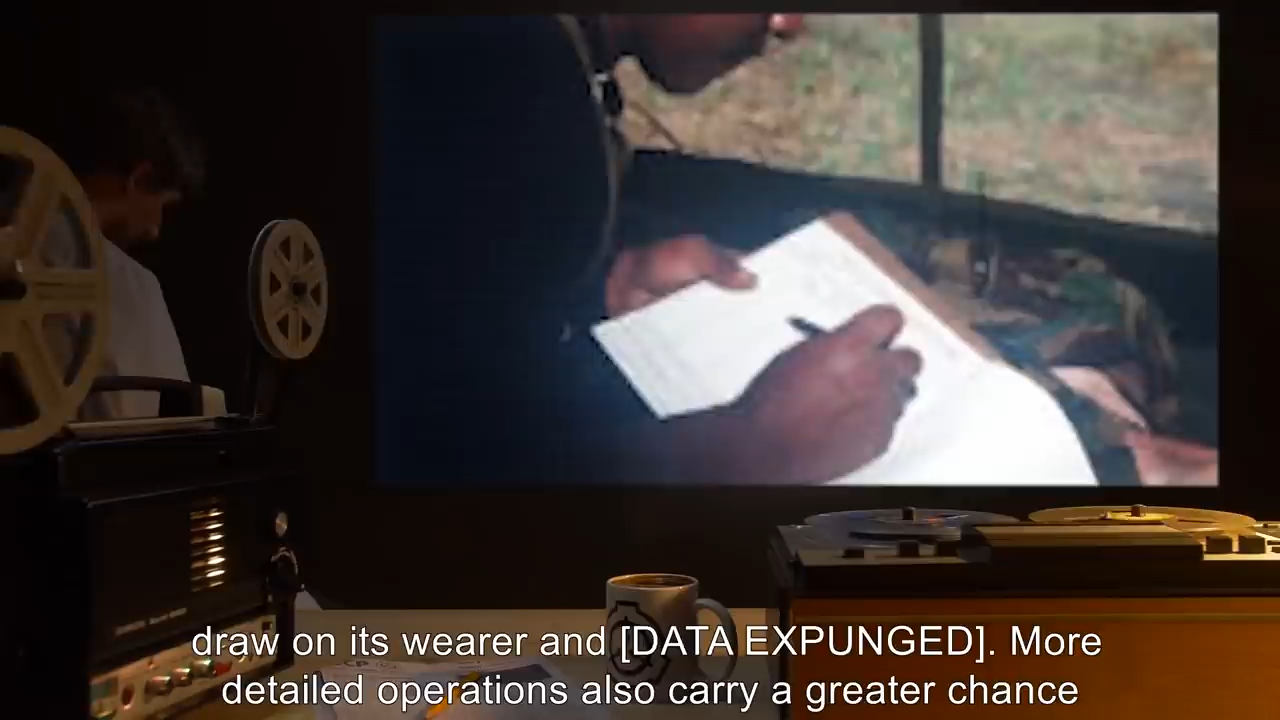 draw on its wearer and [DATA EXPUNGED]. More
detailed operations also carry a greater chance